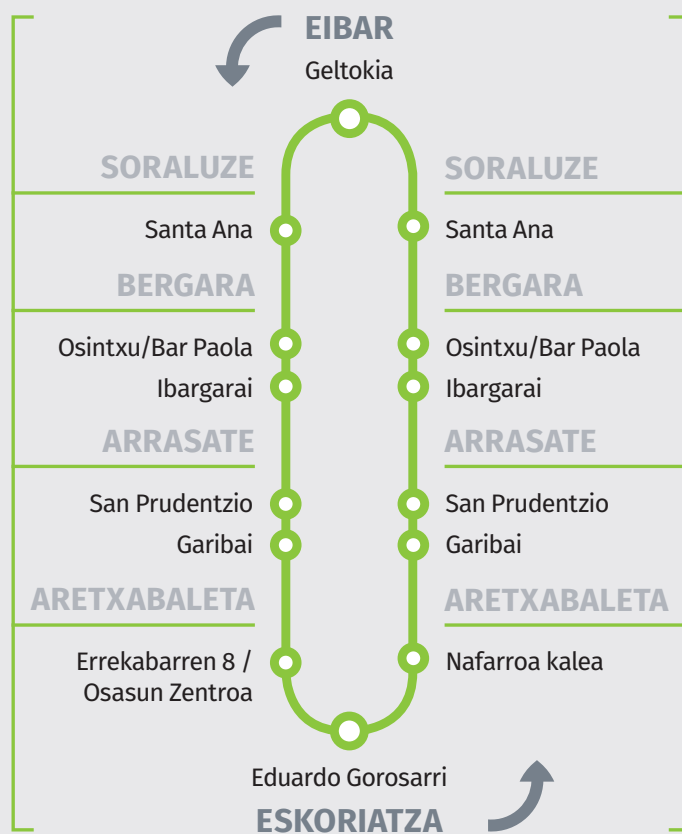 EIBAR
Geltokia
SORALUZE
Santa Ana
BERGARA
Osintxu/Bar Paola
Ibargarai
ARRASATE
San Prudentzio
Garibai
ARETXABALETA
Errekabarren 8 /
Osasun Zentroa
SORALUZE
Santa Ana
BERGARA
Osintxu/Bar Paola
Ibargarai
ARRASATE
San Prudentzio
Garibai
ARETXABALETA
Nafarroa kalea
Eduardo Gorosarri
ESKORIATZA